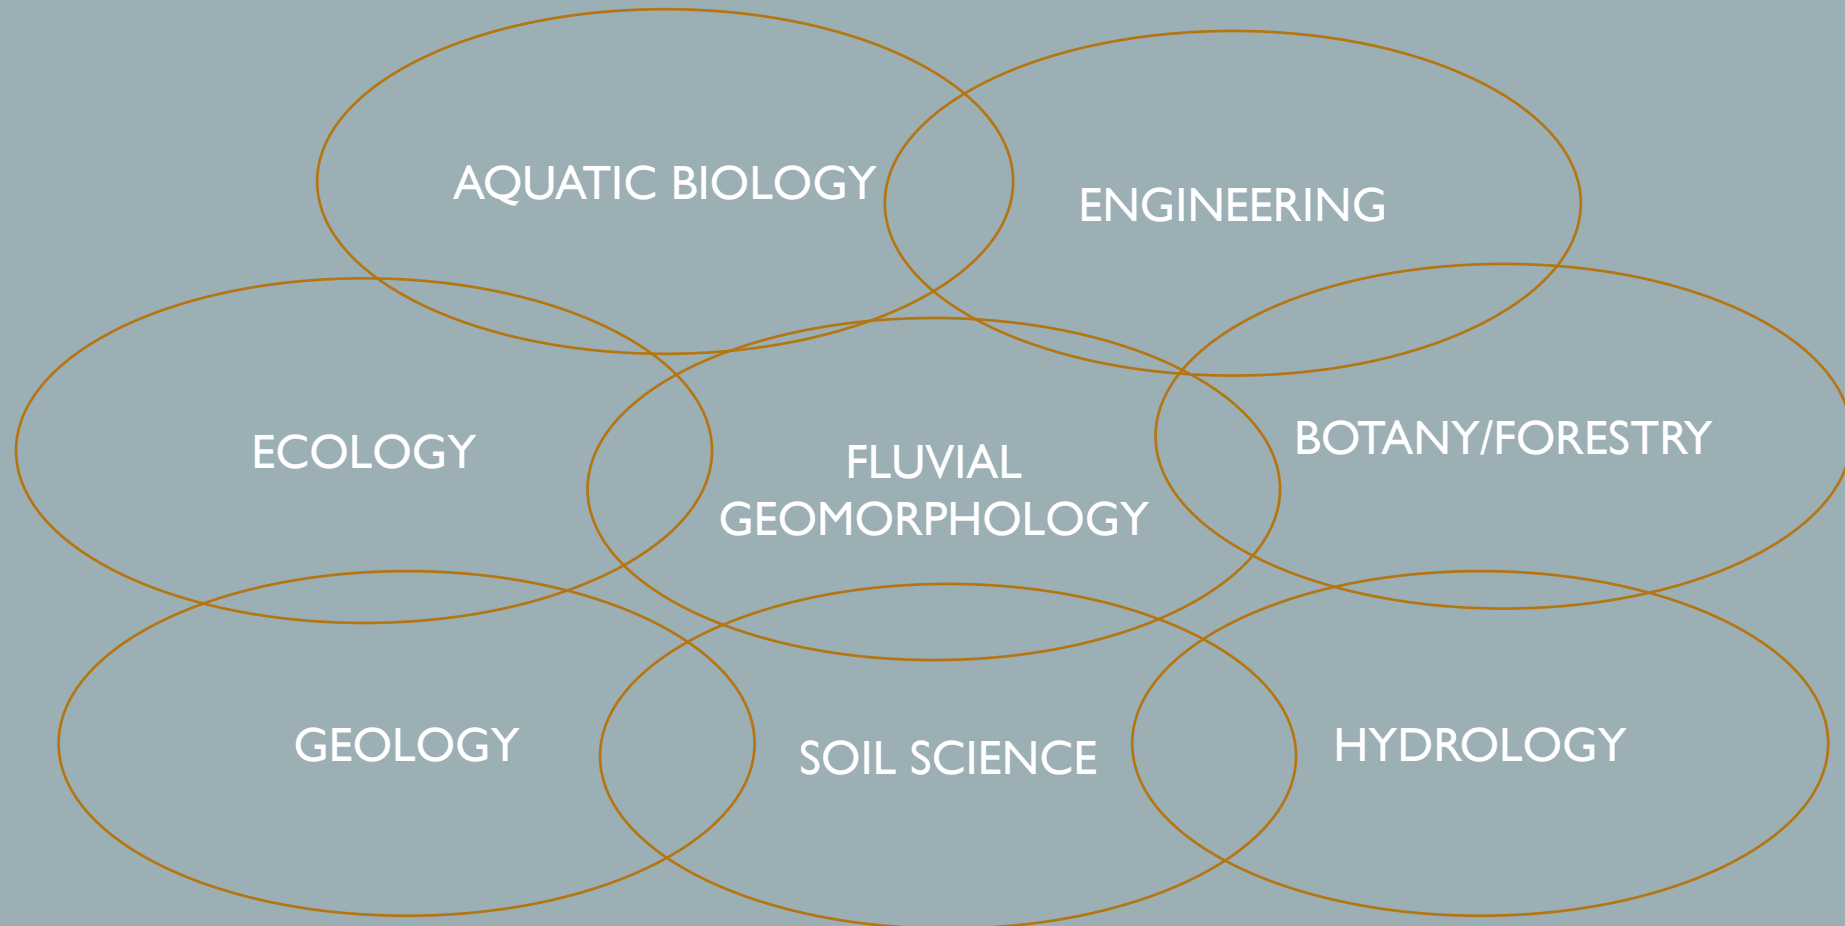 AQUATIC BIOLOGY
ENGINEERING
ECOLOGY
FLUVIAL
GEOMORPHOLOGY
BOTANY/FORESTRY
GEOLOGY
SOIL SCIENCE
HYDROLOGY